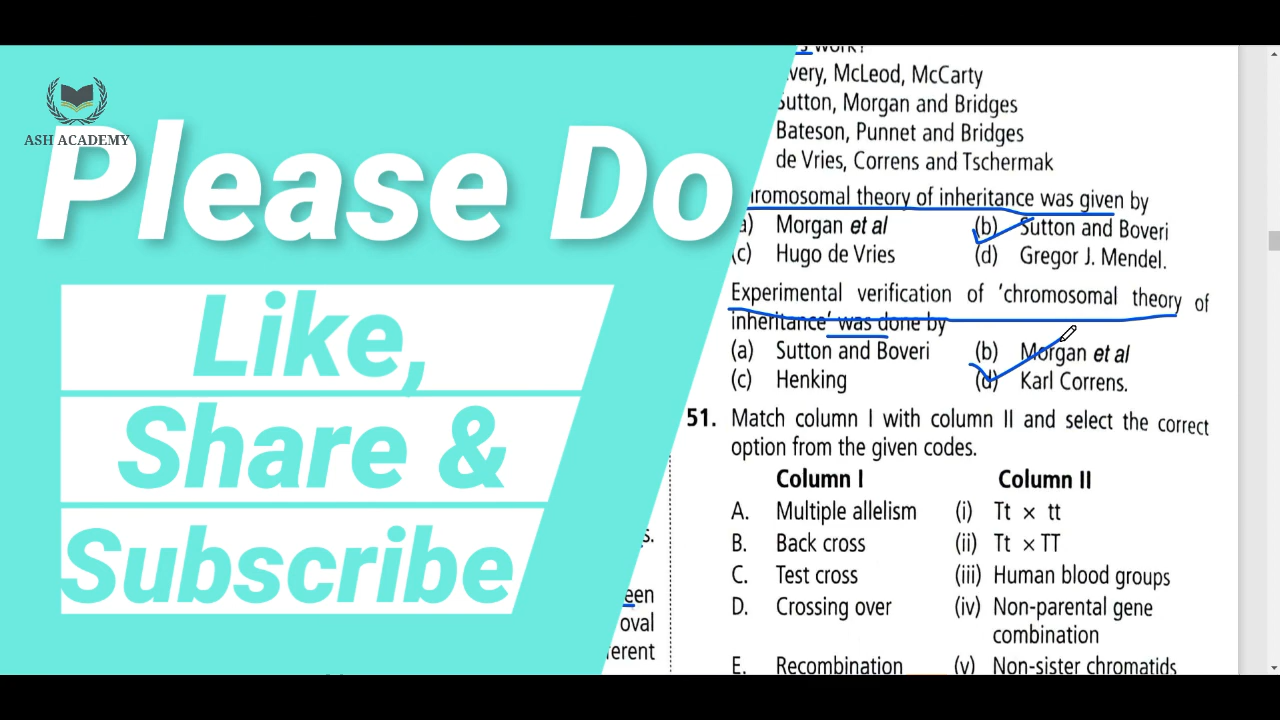 ASH ACADEMY
Please Do
Like,
Share &
Subscribe
work?
Avery, McLeod, McCarty
Sutton, Morgan and Bridges
Bateson, Punnet and Bridges
de Vries, Correns and Tschermak
Chromosomal theory of inheritance was given by
(a) Morgan et al (b) Sutton and Boveri
(c) Hugo de Vries (d) Gregor J. Mendel.
Experimental verification of 'chromosomal theory of
inheritance' was done by
(a) Sutton and Boveri (b) Morgan et al
(c) Henking (d) Karl Correns.
51. Match column I with column II and select the correct
option from the given codes.
Column I Column II
A. Multiple allelism (i) Tt × tt
B. Back cross (ii) Tt × TT
C. Test cross (iii) Human blood groups
D. Crossing over (iv) Non-parental gene
combination
E. Recombination (v) Non-sister chromatids
oval